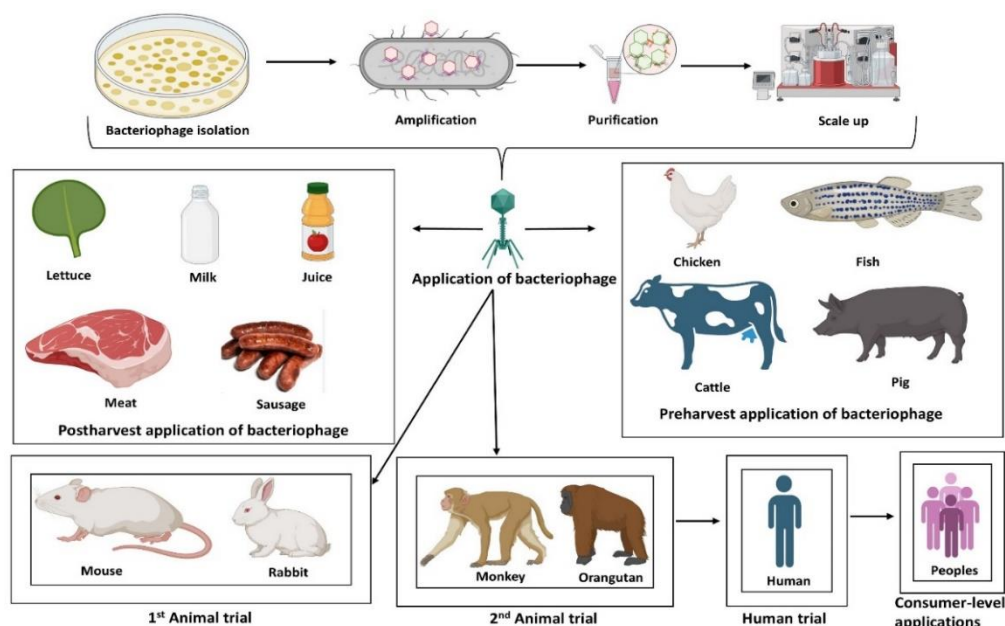 Bacteriophage isolation
Amplification
Purification
Scale up
Lettuce
Milk
Juice
Meat
Sausage
Postharvest application of bacteriophage
Application of bacteriophage
Chicken
Fish
Cattle
Pig
Preharvest application of bacteriophage
Mouse
Rabbit
1st Animal trial
Monkey
Orangutan
2nd Animal trial
Human
Human trial
Peoples
Consumer-level
applications